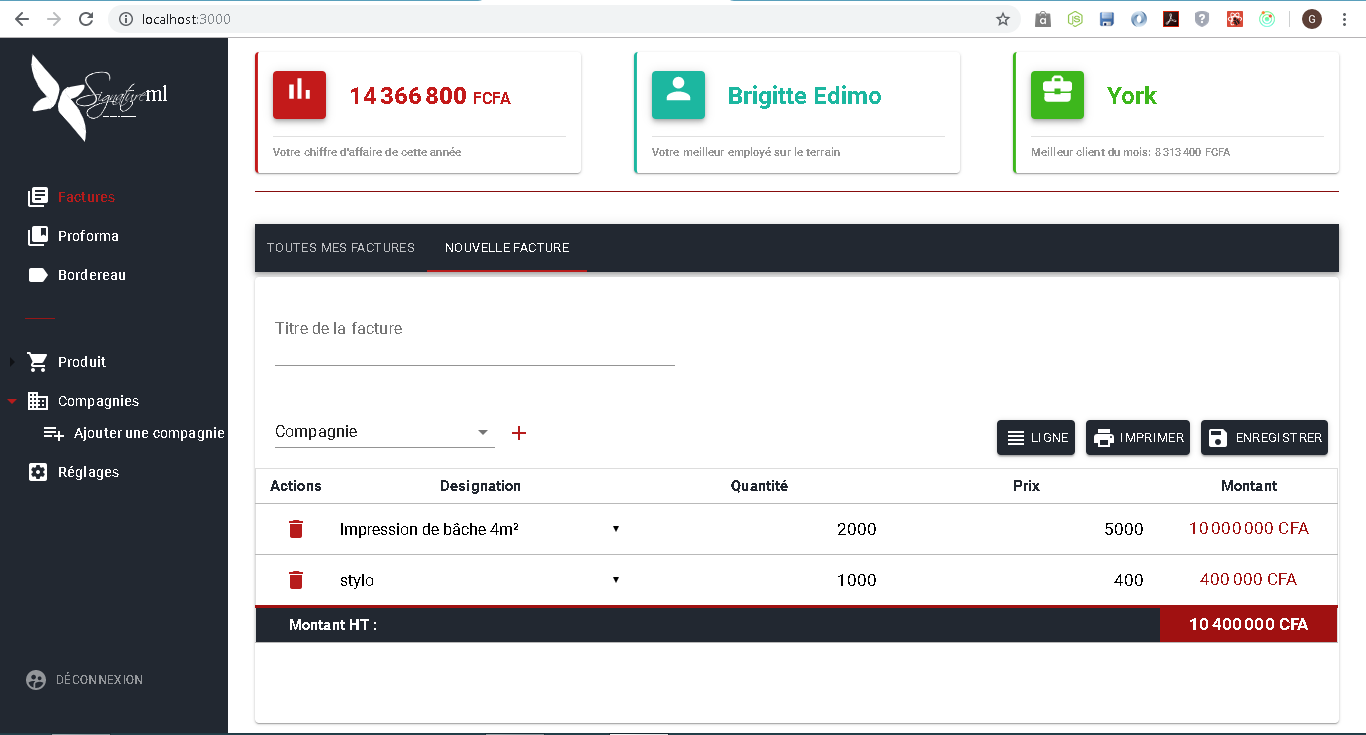 localhost:3000
G
Signatureml
14 366 800 FCFA
Votre chiffre d'affaire de cette année
Brigitte Edimo
Votre meilleur employé sur le terrain
York
Meilleur client du mois: 8 313 400 FCFA
Factures
Proforma
Bordereau
Produit
Compagnies
Ajouter une compagnie
Réglages
DÉCONNEXION
TOUTES MES FACTURES NOUVELLE FACTURE
Titre de la facture
Compagnie
LIGNE IMPRIMER ENREGISTRER
Actions Designation Quantité Prix Montant
Impression de bâche 4m² 2000 5000 10 000 000 CFA
stylo 1000 400 400 000 CFA
Montant HT : 10 400 000 CFA